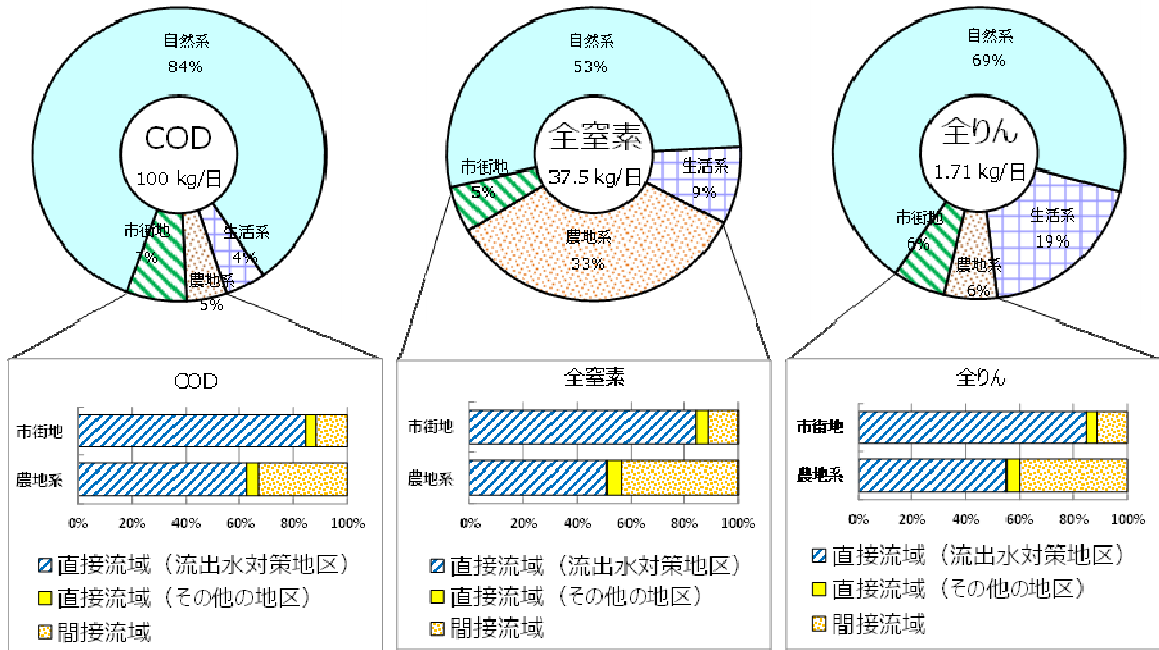 自然系
84%
COD
100 kg/日
市街地
7%
農地系
5%
生活系
4%
自然系
53%
全窒素
37.5 kg/日
市街地
5%
生活系
9%
農地系
33%
自然系
69%
全りん
1.71 kg/日
市街地
6%
農地系
6%
生活系
19%
COD
市街地
農地系
0% 20% 40% 60% 80% 100%
直接流域（流出水対策地区）
直接流域（その他の地区）
間接流域
全窒素
市街地
農地系
0% 20% 40% 60% 80% 100%
直接流域（流出水対策地区）
直接流域（その他の地区）
間接流域
全りん
市街地
農地系
0% 20% 40% 60% 80% 100%
直接流域（流出水対策地区）
直接流域（その他の地区）
間接流域